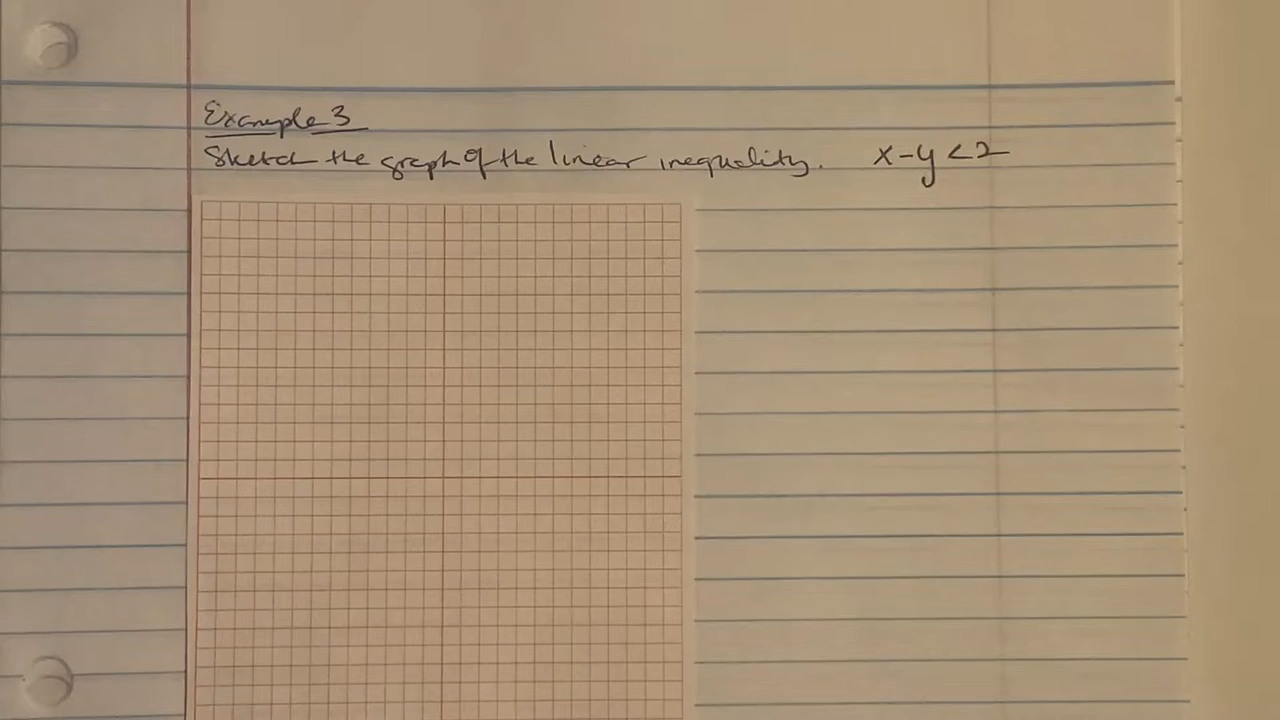 Example 3
Sketch the graph of the linear inequality. x-y<2